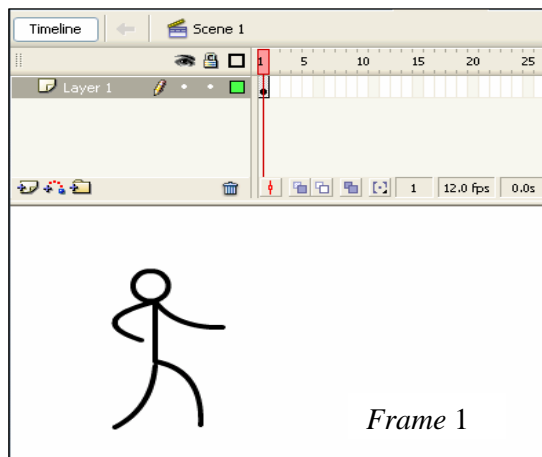 Timeline Scene 1
1 5 10 15 20 25
Layer 1
1 12.0 fps 0.0s
Frame 1